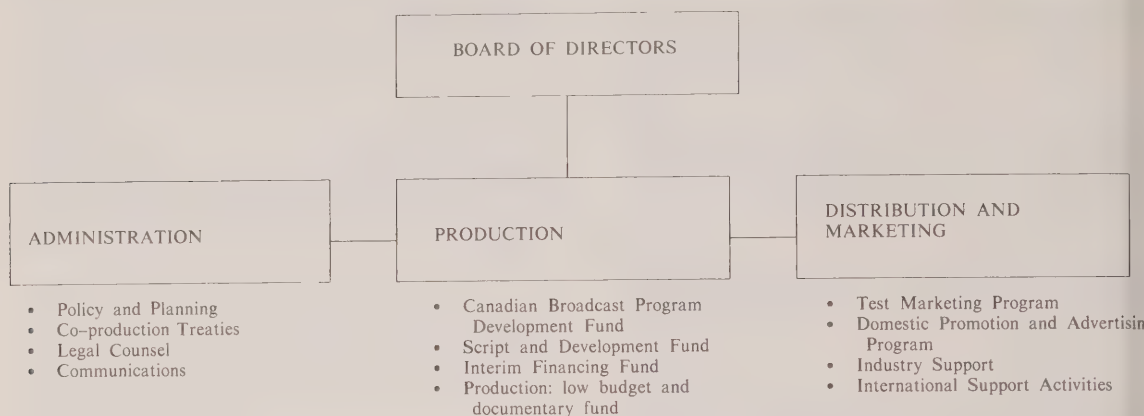 BOARD OF DIRECTORS
ADMINISTRATION
PRODUCTION
DISTRIBUTION AND
MARKETING
• Policy and Planning
• Co-production Treaties
• Legal Counsel
• Communications
• Canadian Broadcast Program
Development Fund
• Script and Development Fund
• Interim Financing Fund
• Production: low budget and
documentary fund
• Test Marketing Program
• Domestic Promotion and Advertisin
Program
• Industry Support
• International Support Activities